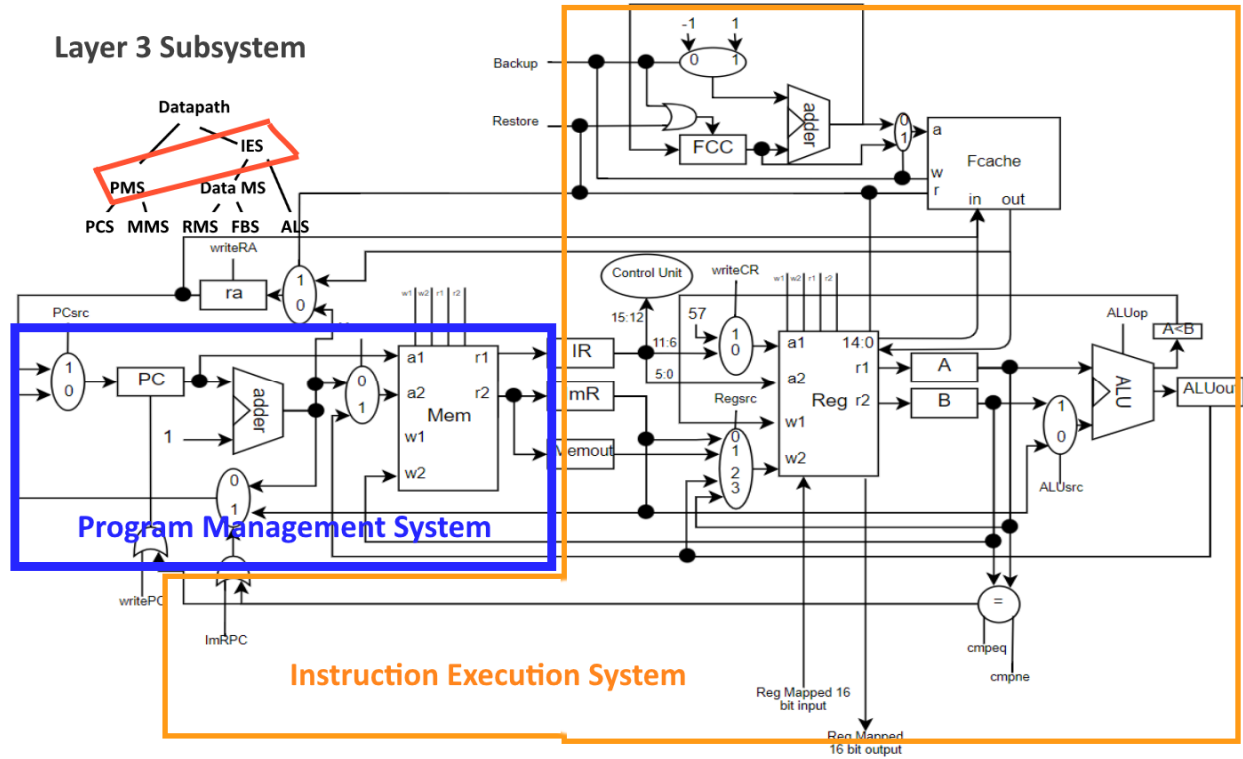 Layer 3 Subsystem
Datapath
IES
PMS
Data MS
PCS MMS RMS FBS ALS
-1 1
Backup
0 1
Restore
adder
FCC
0
1
a
Fcache
w
r
in out
writeRA
ra
1
0
Control Unit
writeCR
w1 w2 r1 r2
w1 w2 r1 r2
15:12
57
PCsrc
ALUop
A<B
1
0
PC
adder
1
0
1
a1 r1
a2 r2
Mem
w1
w2
IR
11:6
5:0
1
0
a1 14:0
r1
a2
Reg r2
w1
w2
A
B
ALU
ALUout
mR
Memout
Regsrc
0
1
2
3
1
0
ALUsrc
0
1
Program Management System
writePC
ImRPC
=
cmpeq
cmpne
Instruction Execution System
Reg Mapped 16
bit input
Reg Mapped
16 bit output